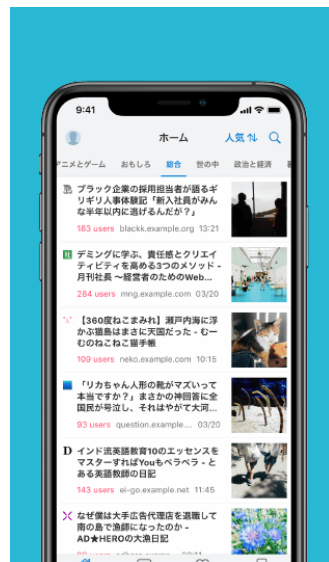 9:41
ホーム
人気
ニメとゲーム おもしろ 総合 世の中 政治と経済
ブラック企業の採用担当者が語るギ
リギリ人事体験記「新入社員がみん
な半年以内に逃げるんだが？」
183 users blackk.example.org 13:21
デミングに学ぶ、責任感とクリエイ
ティビティを高める3つのメソッド -
月刊社長 〜経営者のためのWeb...
284 users mng.example.com 03/20
【360度ねこまみれ】瀬戸内海に浮
かぶ猫島はまさに天国だった - むー
むのねこねこ猫手帳
109 users neko.example.com 10:15
「リカちゃん人形の靴がマズいって
本当ですか？」まさかの神回答に全
国民が号泣し、それはやがて大河...
93 users question.example.... 03/20
D インド流英語教育10のエッセンスを
マスターすればYouもペラペラ - と
ある英語教師の日記
143 users ei-go.example.net 11:45
なぜ僕は大手広告代理店を退職して
南の島で漁師になったのか -
AD★HEROの大漁日記